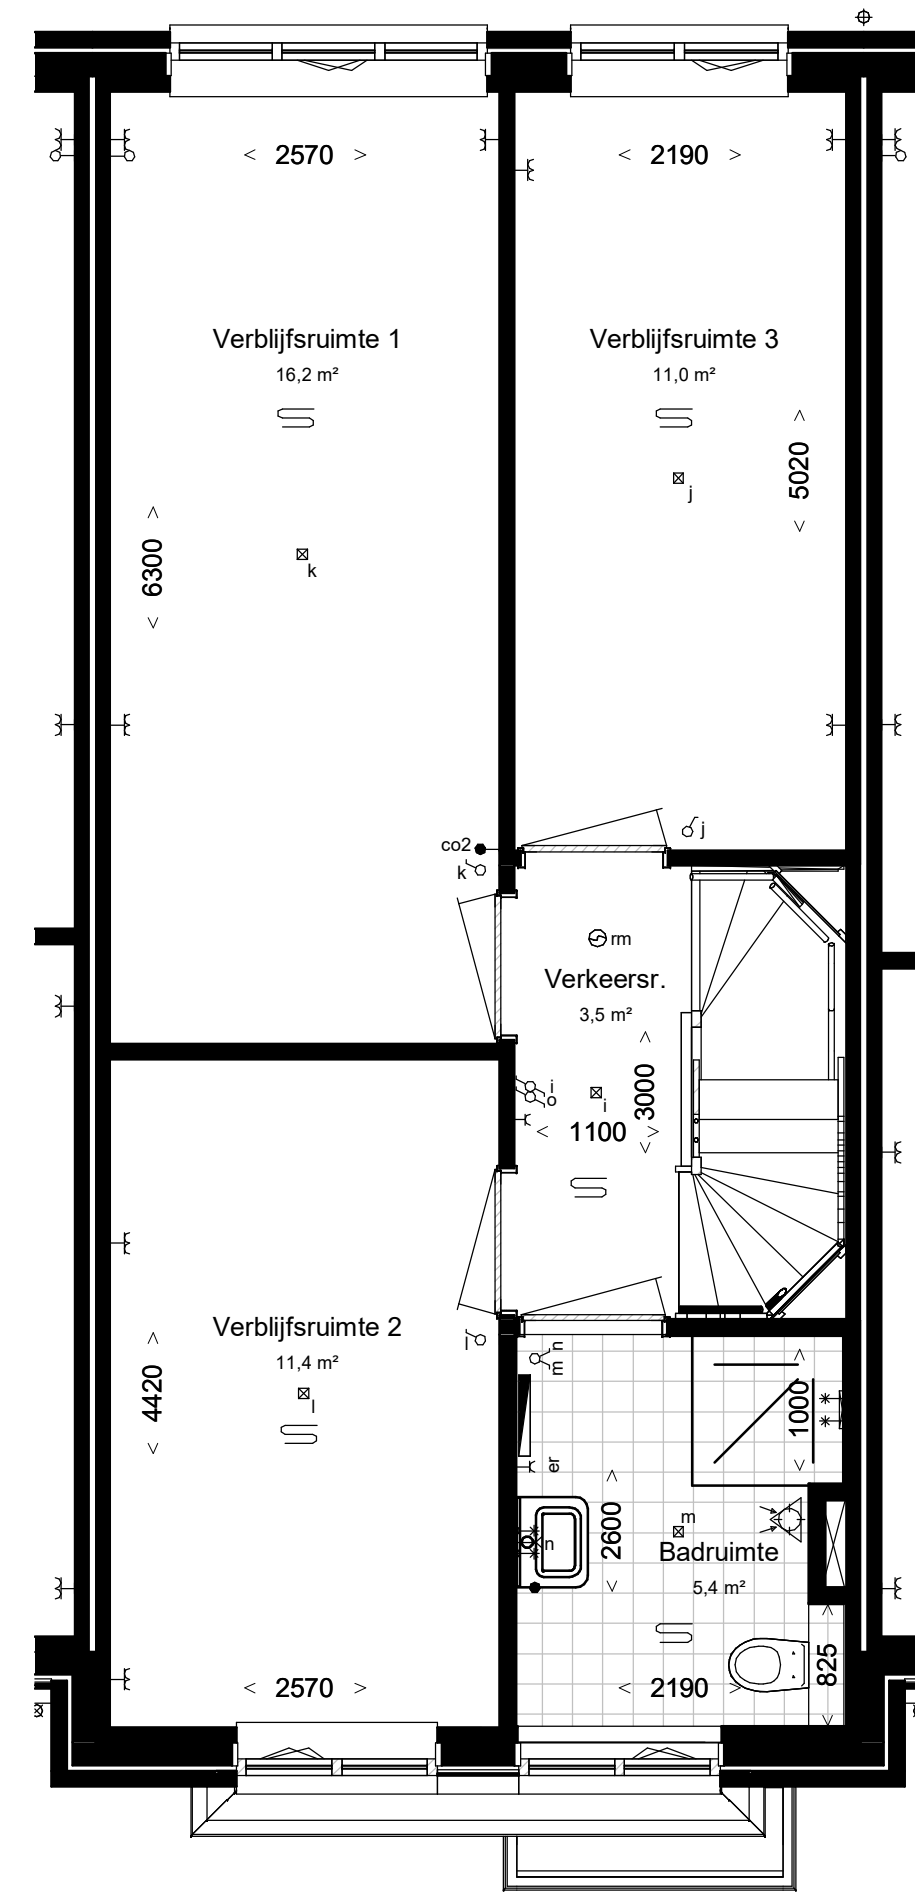 < 2570 >
< 2190 >
Verblijfsruimte 1
16,2 m²
Verblijfsruimte 3
11,0 m²
< 5020 >
j
k
< 6300 >
j
co2
k
rm
Verkeersr.
3,5 m²
< 3000 >
i
o
i
< 1100 >
Verblijfsruimte 2
11,4 m²
l
l
< 4420 >
n
m
< 1000 >
er
< 2600 >
m
n
Badruimte
5,4 m²
< 825 >
< 2570 >
< 2190 >